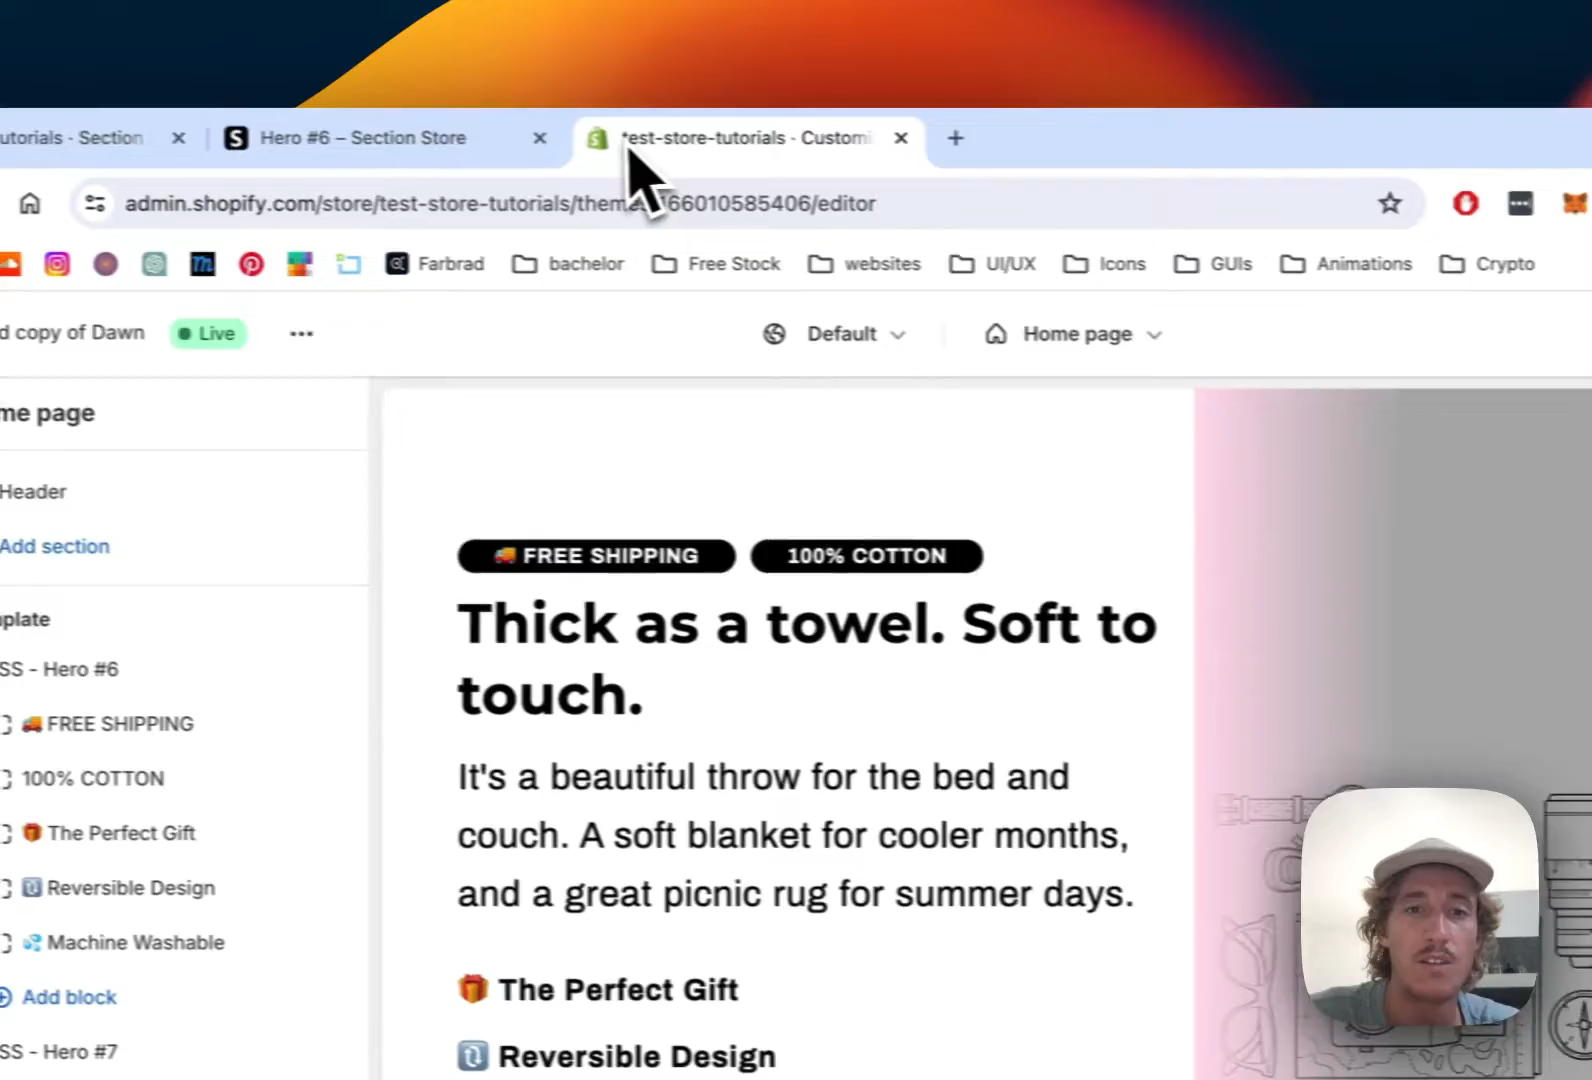 utorials - Section
Hero #6 – Section Store
test-store-tutorials · Customi
admin.shopify.com/store/test-store-tutorials/them 66010585406/editor
Farbrad
bachelor
Free Stock
websites
UI/UX
Icons
GUIs
Animations
Crypto
d copy of Dawn
Live
Default
Home page
me page
Header
Add section
plate
SS - Hero #6
🚚 FREE SHIPPING
100% COTTON
🎁 The Perfect Gift
🔃 Reversible Design
💦 Machine Washable
Add block
SS - Hero #7
🚚 FREE SHIPPING
100% COTTON
Thick as a towel. Soft to
touch.
It's a beautiful throw for the bed and
couch. A soft blanket for cooler months,
and a great picnic rug for summer days.
🎁 The Perfect Gift
🔃 Reversible Design